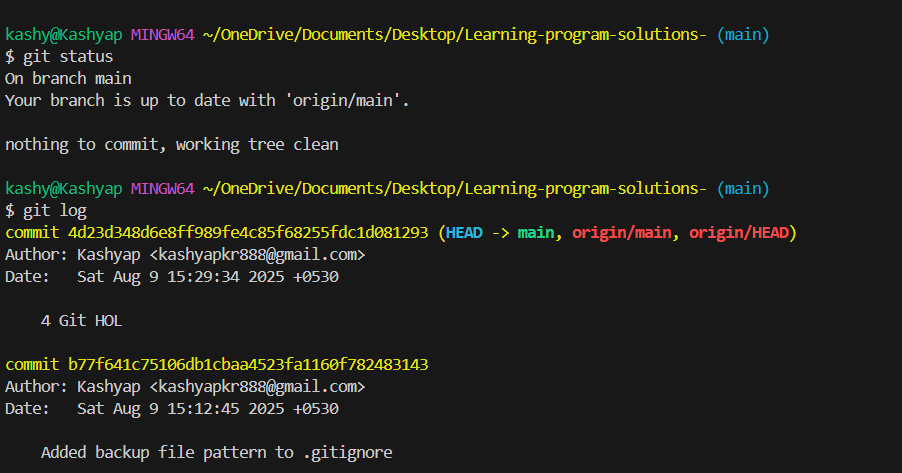 kashy@Kashyap MINGW64 ~/OneDrive/Documents/Desktop/Learning-program-solutions- (main)
$ git status
On branch main
Your branch is up to date with 'origin/main'.
nothing to commit, working tree clean
kashy@Kashyap MINGW64 ~/OneDrive/Documents/Desktop/Learning-program-solutions- (main)
$ git log
commit 4d23d348d6e8ff989fe4c85f68255fdc1d081293 (HEAD -> main, origin/main, origin/HEAD)
Author: Kashyap <kashyapkr888@gmail.com>
Date:   Sat Aug 9 15:29:34 2025 +0530
    4 Git HOL
commit b77f641c75106db1cbaa4523fa1160f782483143
Author: Kashyap <kashyapkr888@gmail.com>
Date:   Sat Aug 9 15:12:45 2025 +0530
    Added backup file pattern to .gitignore